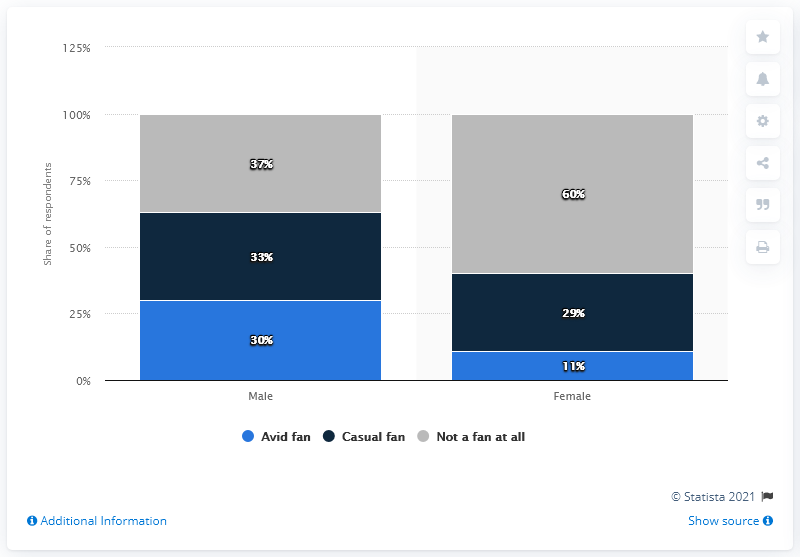 125%
100%
75%
50%
25%
0%
Share of respondents
37%
33%
30%
60%
29%
11%
Male
Female
Avid fan
Casual fan
Not a fan at all
© Statista 2021
Additional Information
Show source